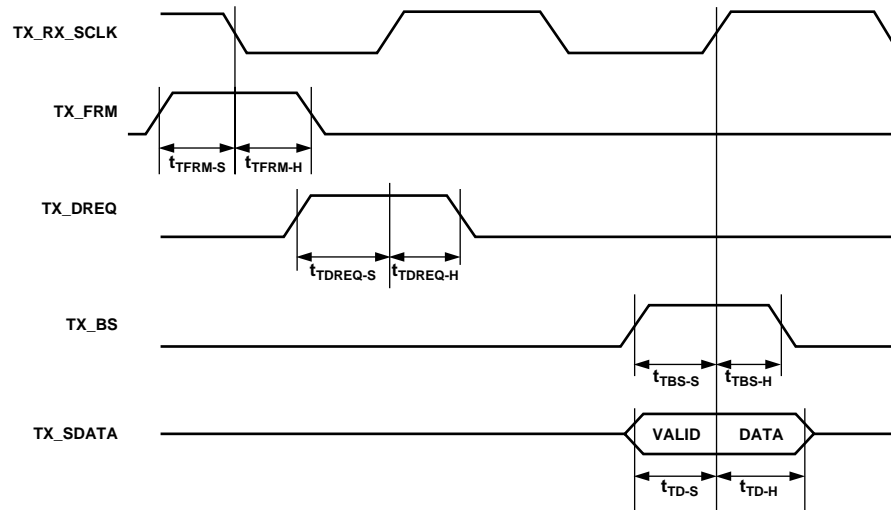 TX_RX_SCLK
TX_FRM
tTFRM-S tTFRM-H
TX_DREQ
tTDREQ-S tTDREQ-H
TX_BS
tTBS-S tTBS-H
TX_SDATA
VALID DATA
tTD-S tTD-H